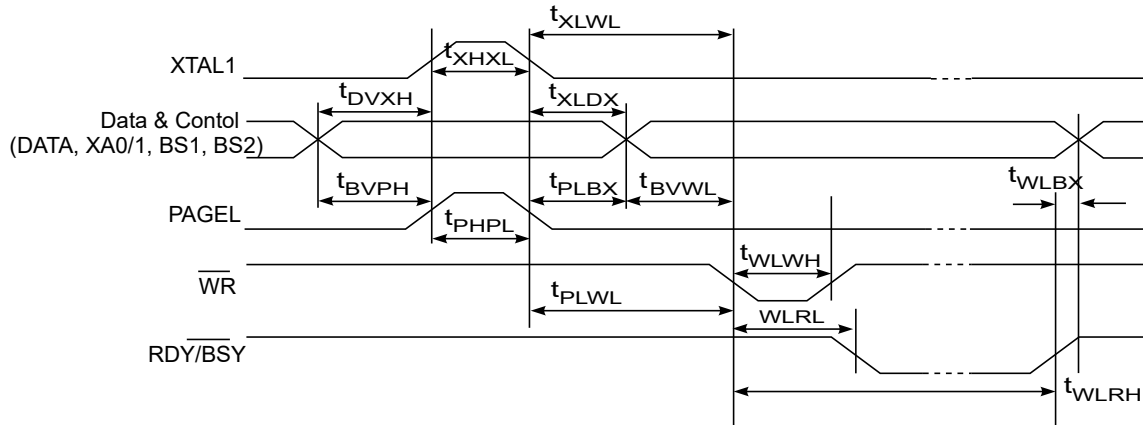 tXLWL
XTAL1
tXHXL
tDVXH
tXLDX
Data & Contol
(DATA, XA0/1, BS1, BS2)
tBVPH
tPLBX
tBVWL
tWLBX
PAGEL
tPHPL
tWLWH
WR
tPLWL
WLRL
RDY/BSY
tWLRH